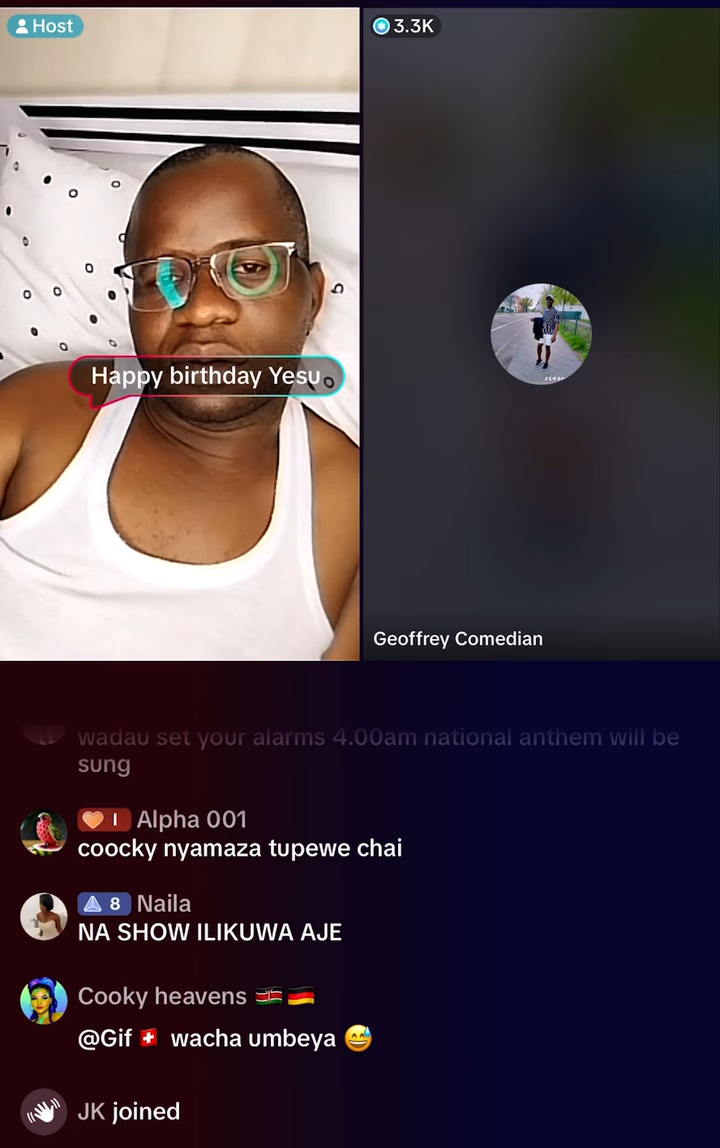 Host
3.3K
Happy birthday Yesu
Geoffrey Comedian
wadau set your alarms 4.00am national anthem will be
sung
I Alpha 001
coocky nyamaza tupewe chai
8 Naila
NA SHOW ILIKUWA AJE
Cooky heavens 🇰🇪🇩🇪
@Gif🇨🇭 wacha umbeya 😅
JK joined